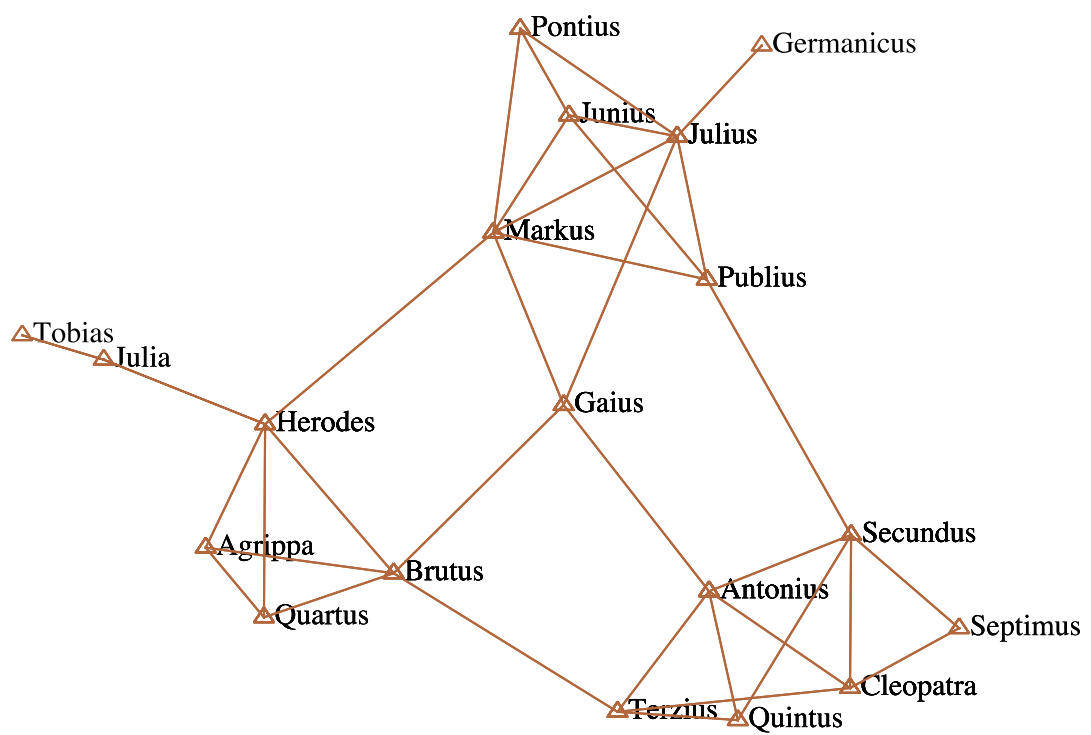 Pontius
Germanicus
Junius
Julius
Markus
Publius
Tobias
Julia
Gaius
Herodes
Secundus
Agrippa
Brutus
Antonius
Quartus
Septimus
Cleopatra
Terzius
Quintus